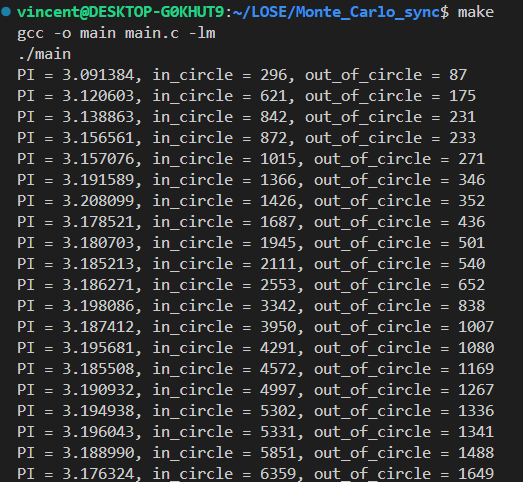 vincent@DESKTOP-G0KHUT9:~/LOSE/Monte_Carlo_sync$ make
gcc -o main main.c -lm
./main
PI = 3.091384, in_circle = 296, out_of_circle = 87
PI = 3.120603, in_circle = 621, out_of_circle = 175
PI = 3.138863, in_circle = 842, out_of_circle = 231
PI = 3.156561, in_circle = 872, out_of_circle = 233
PI = 3.157076, in_circle = 1015, out_of_circle = 271
PI = 3.191589, in_circle = 1366, out_of_circle = 346
PI = 3.208099, in_circle = 1426, out_of_circle = 352
PI = 3.178521, in_circle = 1687, out_of_circle = 436
PI = 3.180703, in_circle = 1945, out_of_circle = 501
PI = 3.185213, in_circle = 2111, out_of_circle = 540
PI = 3.186271, in_circle = 2553, out_of_circle = 652
PI = 3.198086, in_circle = 3342, out_of_circle = 838
PI = 3.187412, in_circle = 3950, out_of_circle = 1007
PI = 3.195681, in_circle = 4291, out_of_circle = 1080
PI = 3.185508, in_circle = 4572, out_of_circle = 1169
PI = 3.190932, in_circle = 4997, out_of_circle = 1267
PI = 3.194938, in_circle = 5302, out_of_circle = 1336
PI = 3.196043, in_circle = 5331, out_of_circle = 1341
PI = 3.188990, in_circle = 5851, out_of_circle = 1488
PI = 3.176324, in_circle = 6359, out_of_circle = 1649